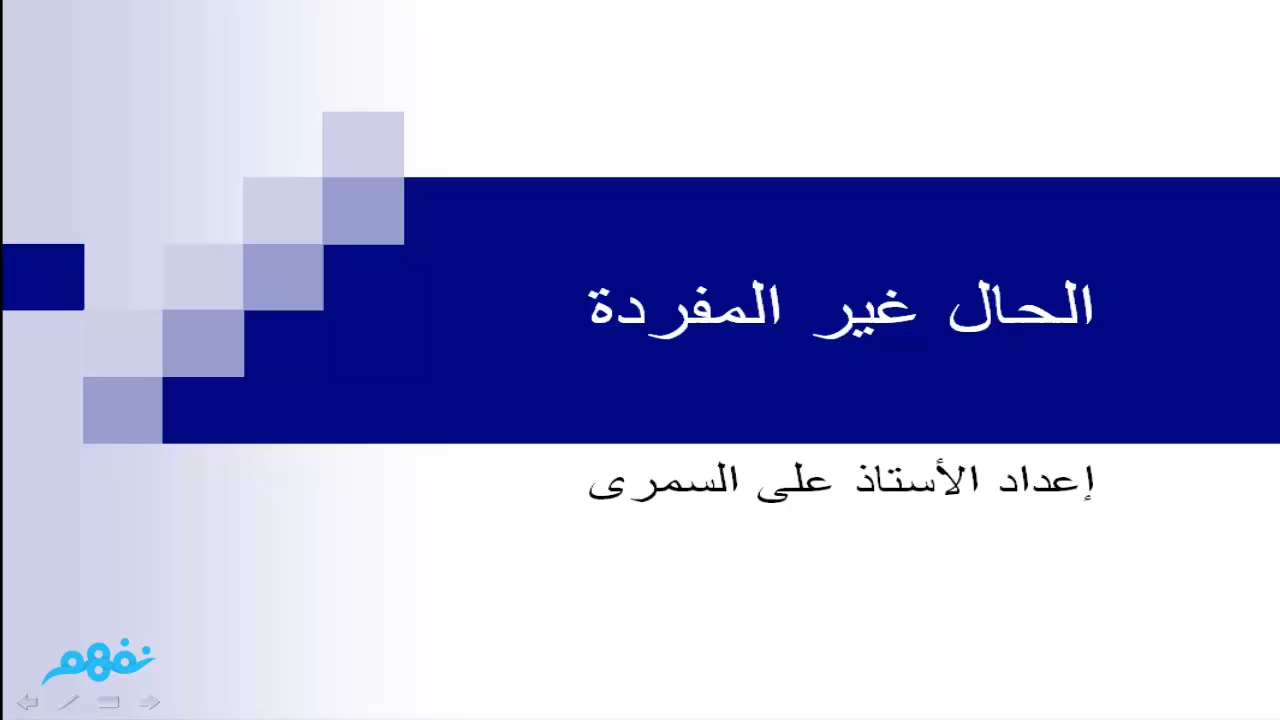 الحال غير المفردة
إعداد الأستاذ على السمرى
نفهم